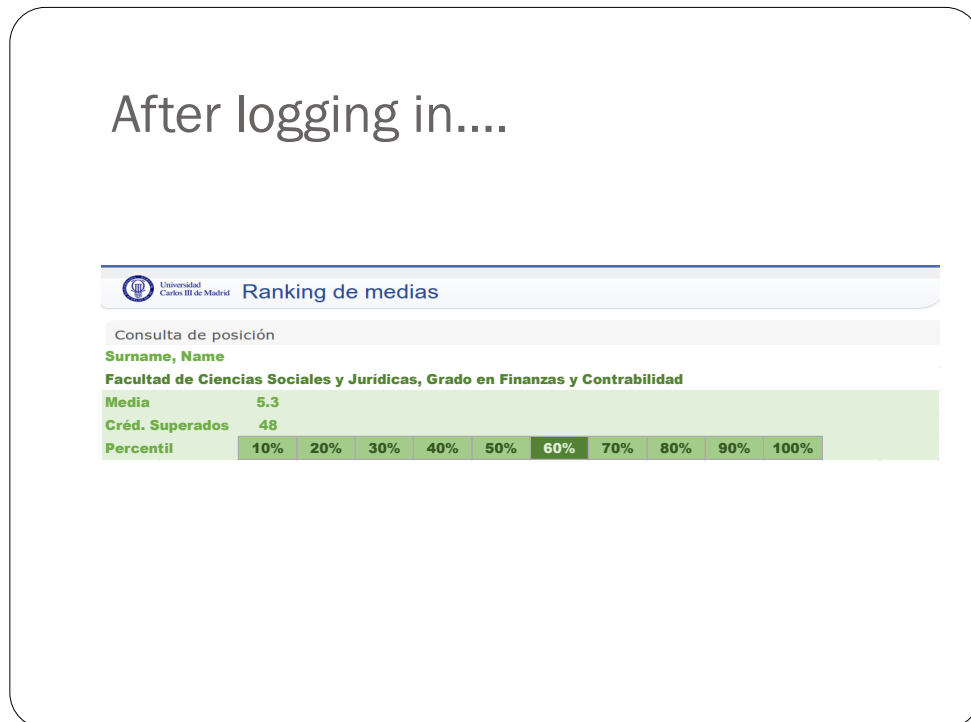 After logging in....
Universidad
Carlos III de Madrid
Ranking de medias
Consulta de posición
Surname, Name
Facultad de Ciencias Sociales y Jurídicas, Grado en Finanzas y Contrabilidad
Media 5.3
Créd. Superados 48
Percentil 10% 20% 30% 40% 50% 60% 70% 80% 90% 100%